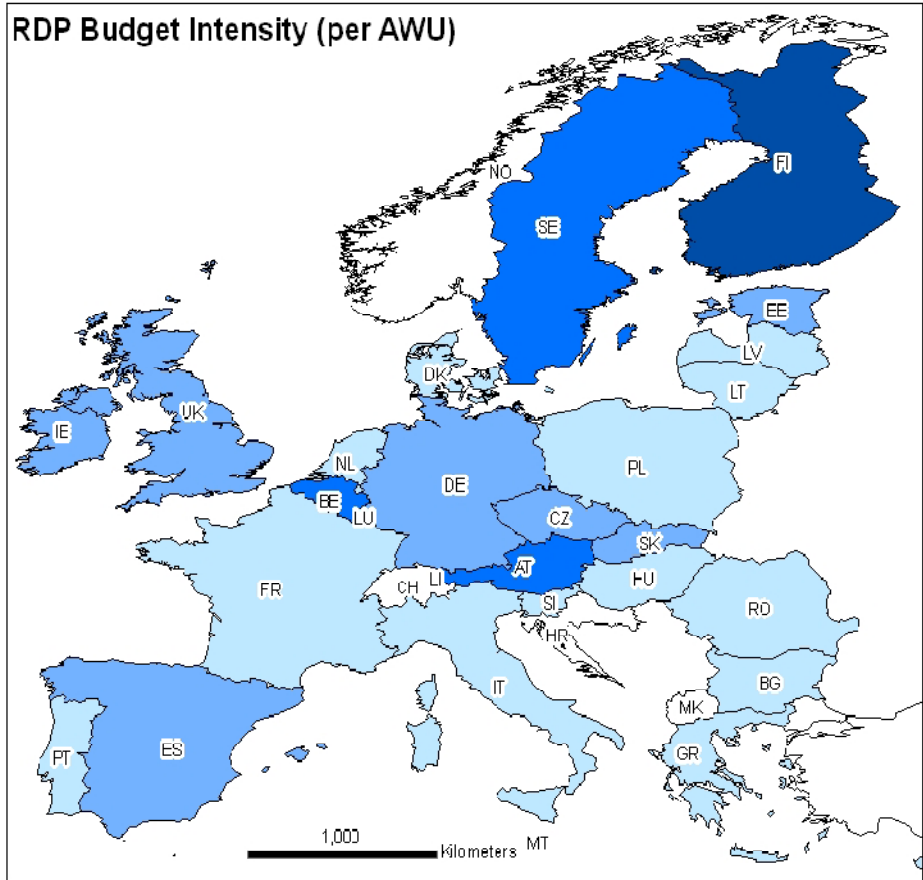 RDP Budget Intensity (per AWU)
NO
FI
SE
EE
LV
LT
DK
UK
IE
NL
PL
DE
BE
LU
CZ
SK
AT
HU
LI
CH
FR
SI
RO
HR
IT
BG
MK
PT
ES
GR
1,000
Kilometers
MT